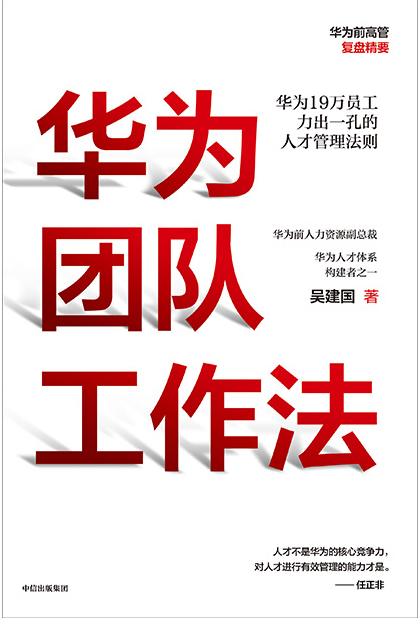 华为前高管
复盘精要
华为
华为19万员工
力出一孔的
人才管理法则
团队
华为前人力资源副总裁
华为人才体系
构建者之一
吴建国 著
工作法
人才不是华为的核心竞争力，
对人才进行有效管理的能力才是。
—— 任正非
中信出版集团